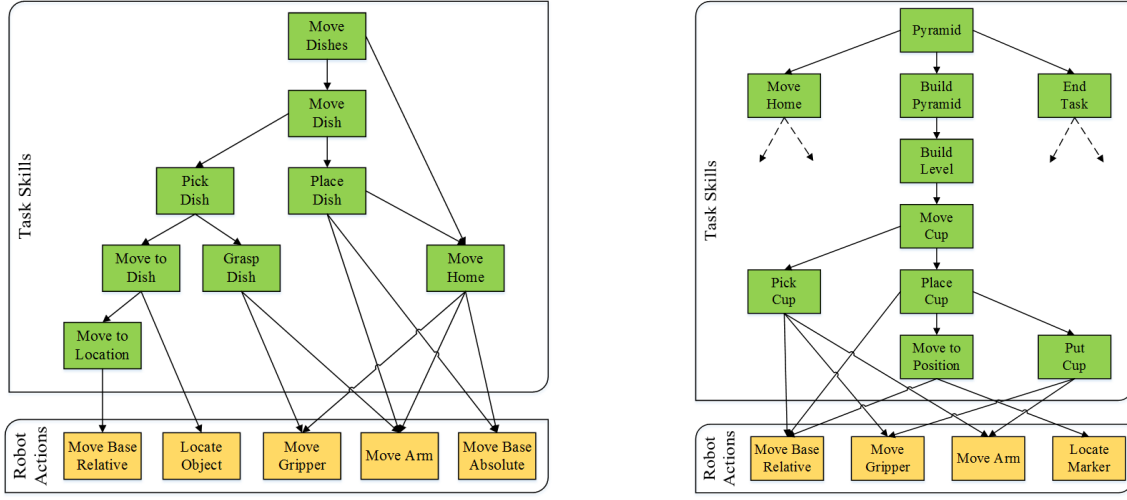 Move
Dishes
Move
Dish
Pick
Dish
Place
Dish
Move to
Dish
Grasp
Dish
Move
Home
Move to
Location
Task Skills
Robot
Actions
Move Base
Relative
Locate
Object
Move
Gripper
Move Arm
Move Base
Absolute
Pyramid
Move
Home
Build
Pyramid
End
Task
Build
Level
Move
Cup
Pick
Cup
Place
Cup
Move to
Position
Put
Cup
Task Skills
Robot
Actions
Move Base
Relative
Move
Gripper
Move Arm
Locate
Marker